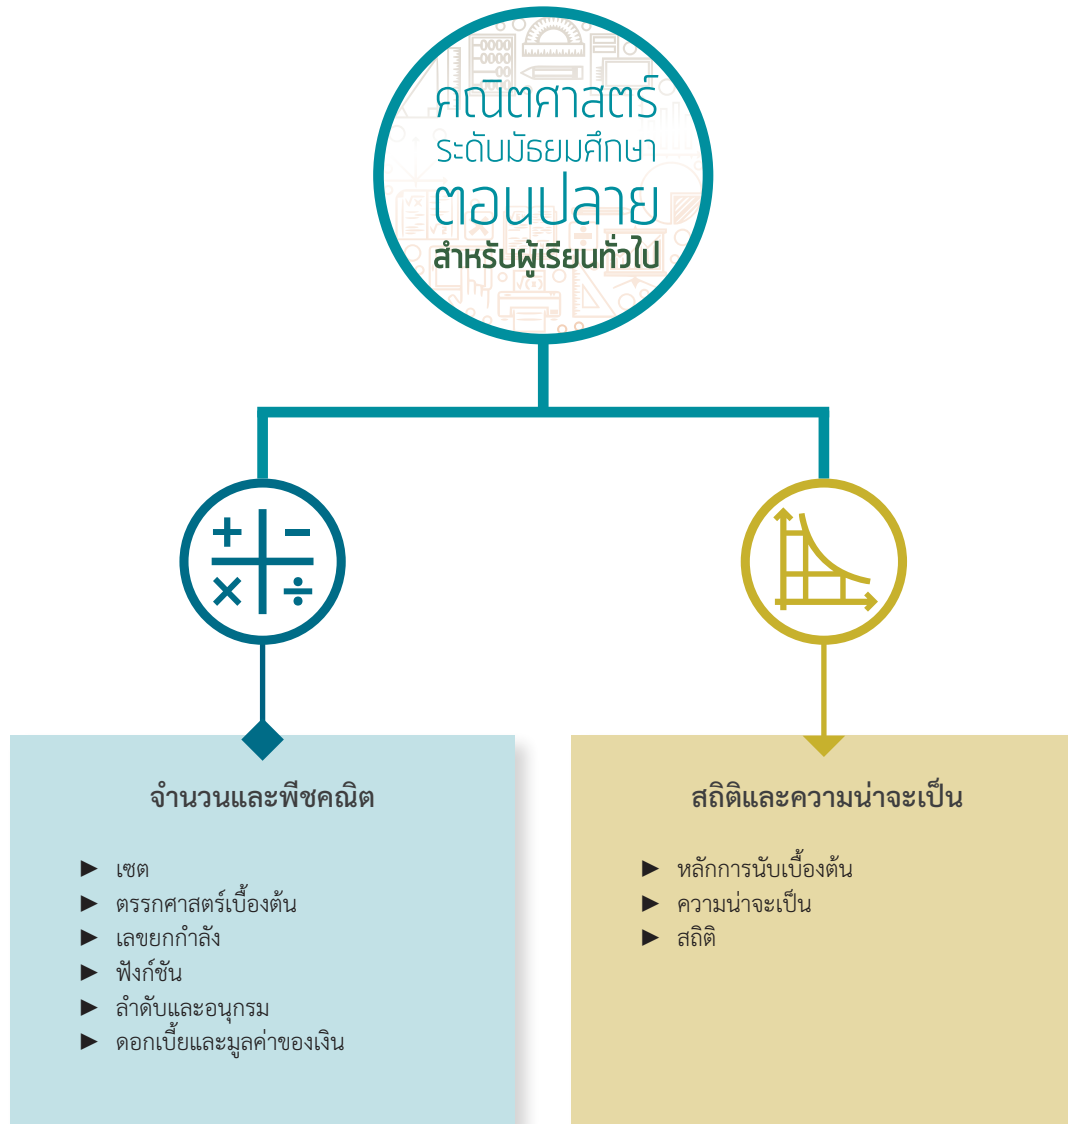 คณิตศาสตร์
ระดับมัธยมศึกษา
ตอนปลาย
สำหรับผู้เรียนทั่วไป
จำนวนและพีชคณิต
► เซต
► ตรรกศาสตร์เบื้องต้น
► เลขยกกำลัง
► ฟังก์ชัน
► ลำดับและอนุกรม
► ดอกเบี้ยและมูลค่าของเงิน
สถิติและความน่าจะเป็น
► หลักการนับเบื้องต้น
► ความน่าจะเป็น
► สถิติ